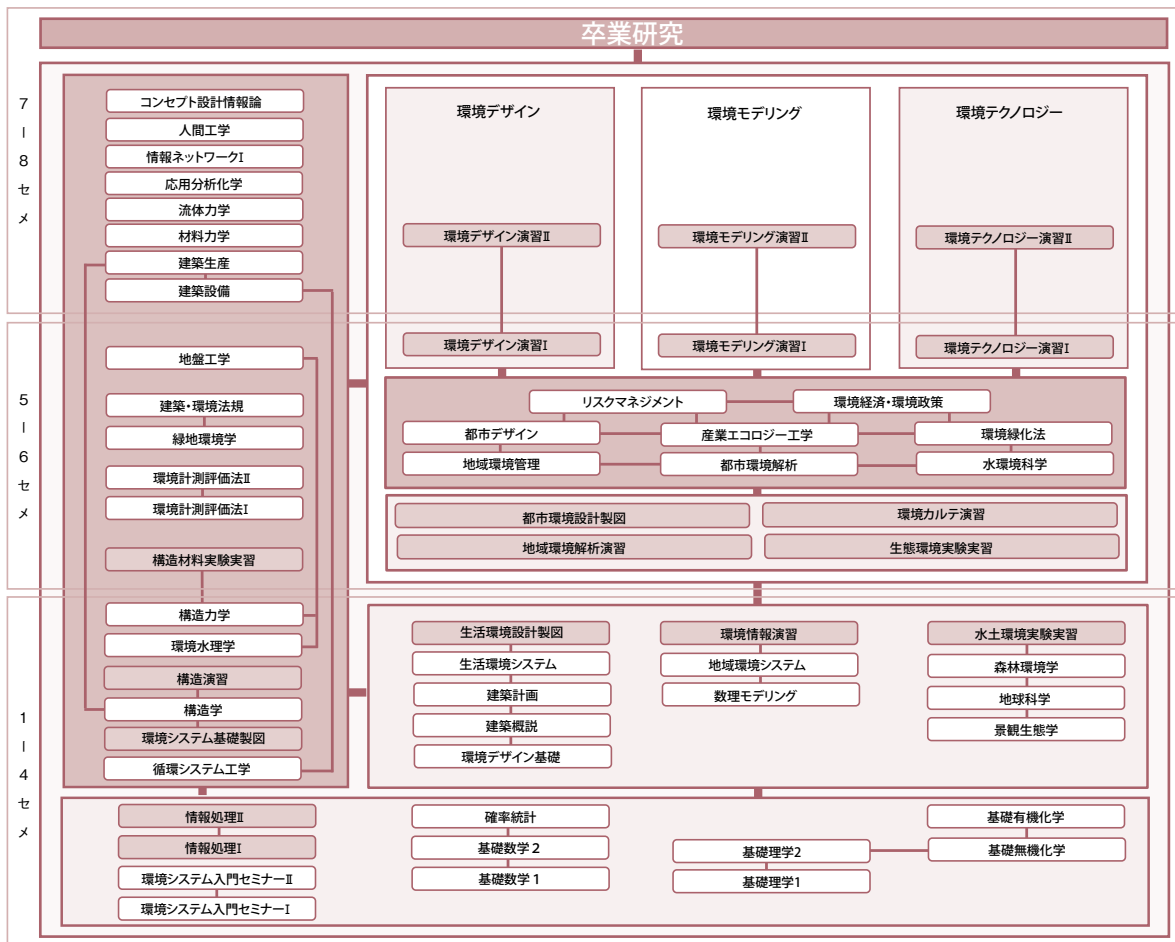 卒業研究
7ー8セメ
コンセプト設計情報論
人間工学
情報ネットワークI
応用分析化学
流体力学
材料力学
建築生産
建築設備
環境デザイン
環境モデリング
環境テクノロジー
環境デザイン演習II
環境モデリング演習II
環境テクノロジー演習II
5ー6セメ
地盤工学
建築・環境法規
緑地環境学
環境計測評価法II
環境計測評価法I
構造材料実験実習
環境デザイン演習I
環境モデリング演習I
環境テクノロジー演習I
リスクマネジメント
環境経済・環境政策
都市デザイン
産業エコロジー工学
環境緑化法
地域環境管理
都市環境解析
水環境科学
都市環境設計製図
環境カルテ演習
地域環境解析演習
生態環境実験実習
1ー4セメ
構造力学
環境水理学
構造演習
構造学
環境システム基礎製図
循環システム工学
生活環境設計製図
生活環境システム
建築計画
建築概説
環境デザイン基礎
環境情報演習
地域環境システム
数理モデリング
水土環境実験実習
森林環境学
地球科学
景観生態学
情報処理II
情報処理I
環境システム入門セミナーII
環境システム入門セミナーI
確率統計
基礎数学2
基礎数学1
基礎理学2
基礎理学1
基礎有機化学
基礎無機化学